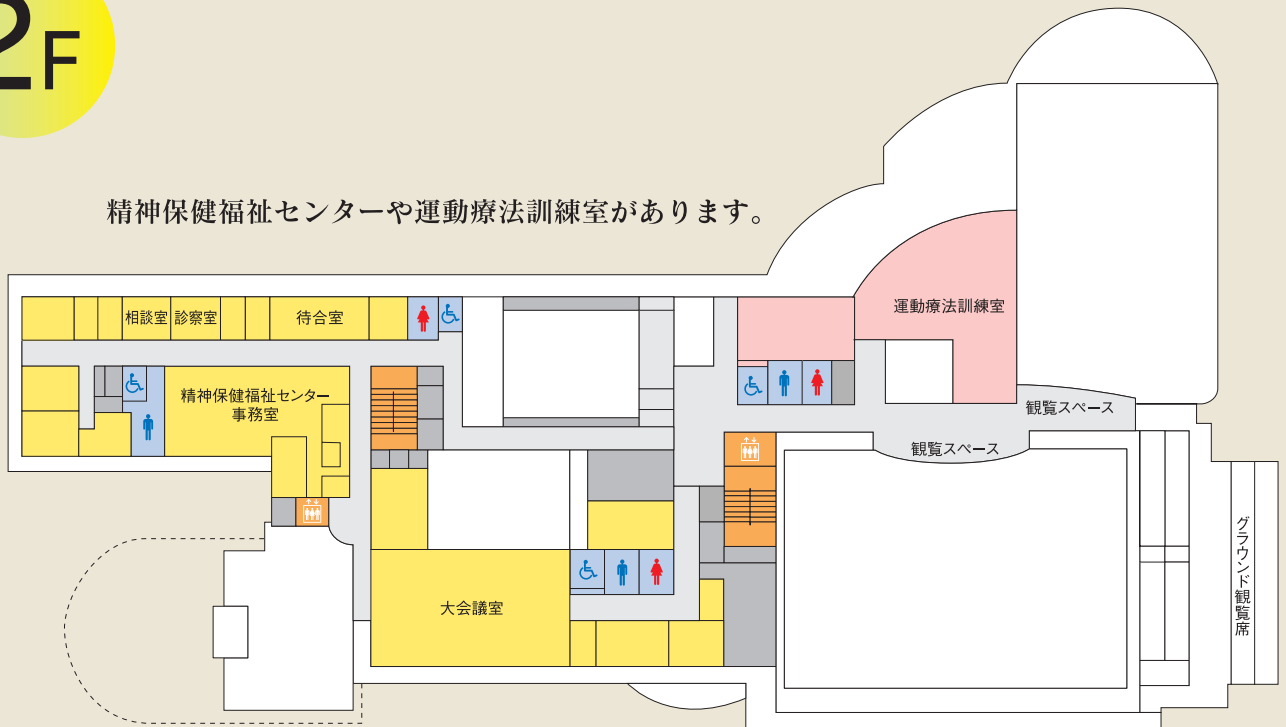 2F
精神保健福祉センターや運動療法訓練室があります。
相談室
診察室
待合室
運動療法訓練室
精神保健福祉センター
事務室
観覧スペース
観覧スペース
グラウンド観覧席
大会議室